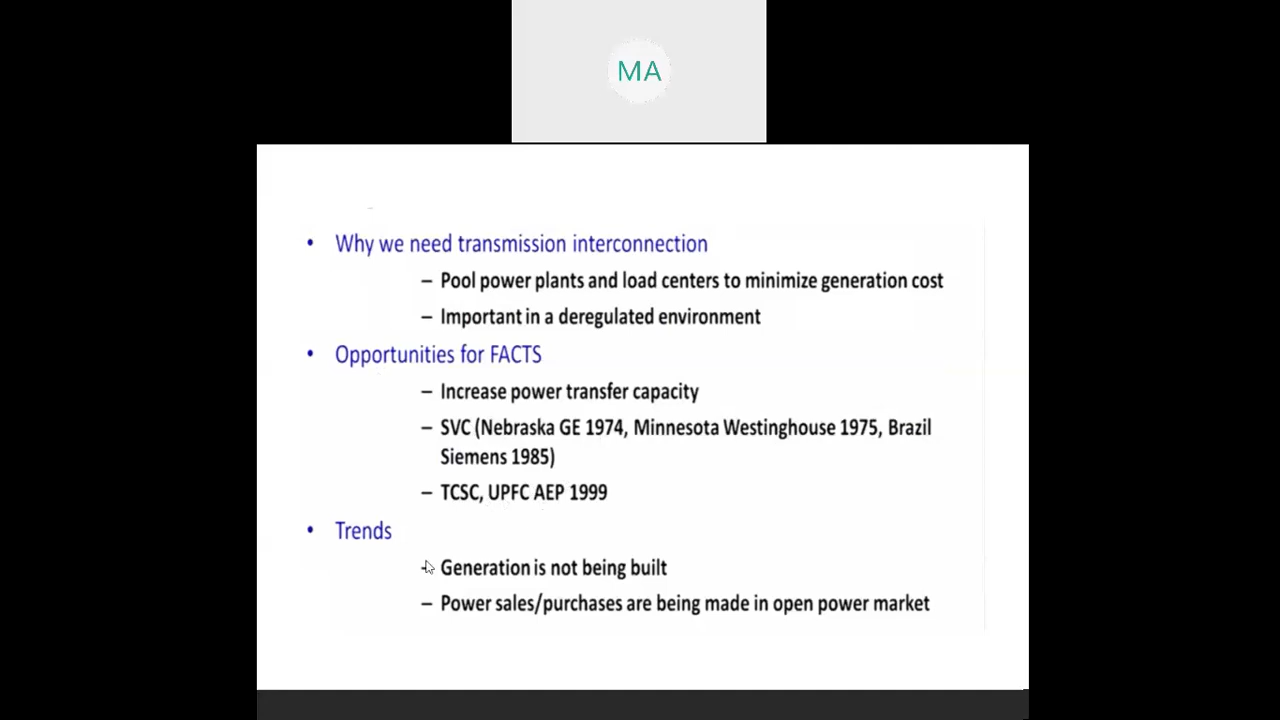 MA
• Why we need transmission interconnection
– Pool power plants and load centers to minimize generation cost
– Important in a deregulated environment
• Opportunities for FACTS
– Increase power transfer capacity
– SVC (Nebraska GE 1974, Minnesota Westinghouse 1975, Brazil
Siemens 1985)
– TCSC, UPFC AEP 1999
• Trends
– Generation is not being built
– Power sales/purchases are being made in open power market